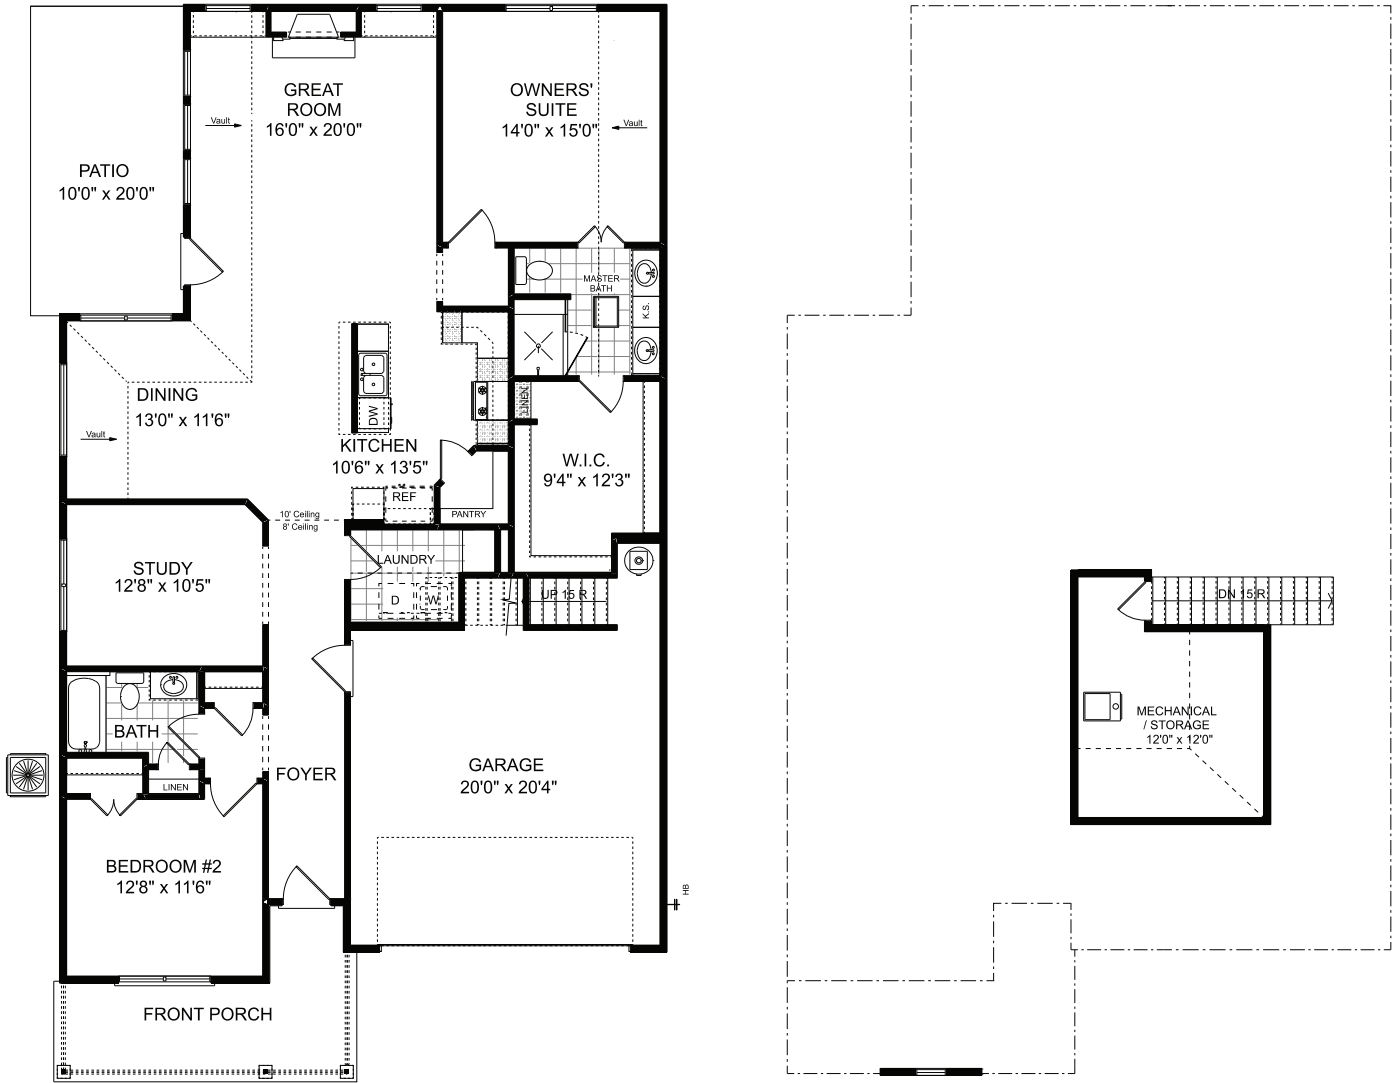 GREAT
ROOM
16'0" x 20'0"
Vault
OWNERS'
SUITE
14'0" x 15'0"
Vault
PATIO
10'0" x 20'0"
MASTER
BATH
K.S.
DINING
13'0" x 11'6"
Vault
DW
LINEN
KITCHEN
10'6" x 13'5"
REF
PANTRY
W.I.C.
9'4" x 12'3"
10' Ceiling
8' Ceiling
STUDY
12'8" x 10'5"
LAUNDRY
D
W
UP 15 R
BATH
LINEN
FOYER
GARAGE
20'0" x 20'4"
BEDROOM #2
12'8" x 11'6"
HB
FRONT PORCH
DN 15 R
MECHANICAL
/ STORAGE
12'0" x 12'0"